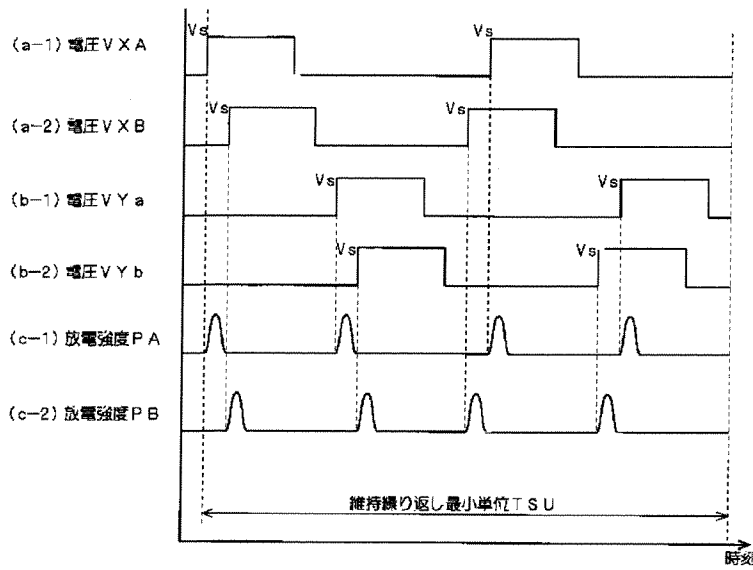 Vs
(a-1)電圧VXA
Vs
Vs
(a-2)電圧VXB
Vs
Vs
(b-1)電圧VYa
Vs
Vs
(b-2)電圧VYb
Vs
(c-1)放電強度PA
(c-2)放電強度PB
維持繰り返し最小単位TSU
時刻